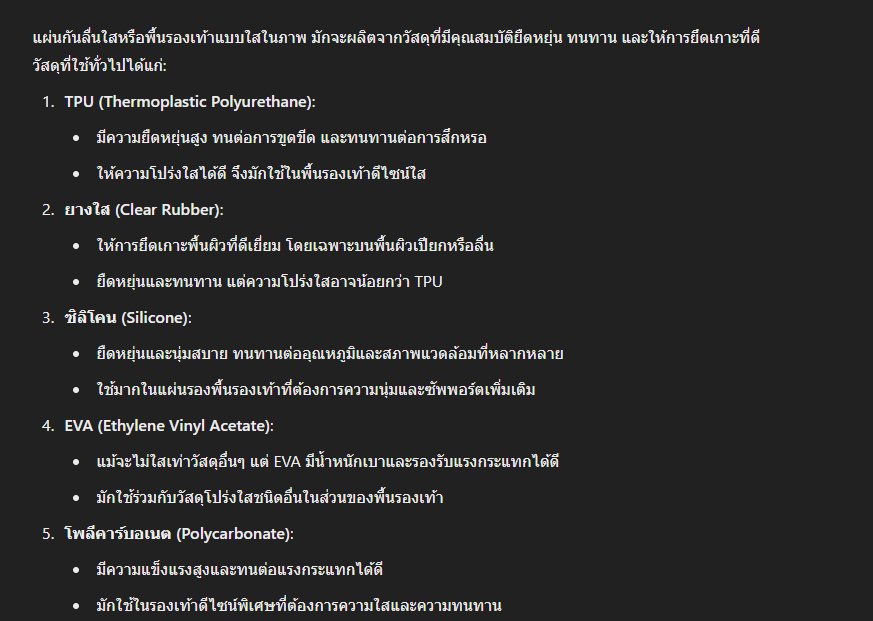 แผ่นกันลื่นใสหรือพื้นรองเท้าแบบใสในภาพ มักจะผลิตจากวัสดุที่มีคุณสมบัติยืดหยุ่น ทนทาน และให้การยึดเกาะที่ดี
วัสดุที่ใช้ทั่วไปได้แก่:
1. TPU (Thermoplastic Polyurethane):
• มีความยืดหยุ่นสูง ทนต่อการขูดขีด และทนทานต่อการสึกหรอ
• ให้ความโปร่งใสได้ดี จึงมักใช้ในพื้นรองเท้าดีไซน์ใส
2. ยางใส (Clear Rubber):
• ให้การยึดเกาะพื้นผิวที่ดีเยี่ยม โดยเฉพาะบนพื้นผิวเปียกหรือลื่น
• ยืดหยุ่นและทนทาน แต่ความโปร่งใสอาจน้อยกว่า TPU
3. ซิลิโคน (Silicone):
• ยืดหยุ่นและนุ่มสบาย ทนทานต่ออุณหภูมิและสภาพแวดล้อมที่หลากหลาย
• ใช้มากในแผ่นรองพื้นรองเท้าที่ต้องการความนุ่มและซัพพอร์ตเพิ่มเติม
4. EVA (Ethylene Vinyl Acetate):
• แม้จะไม่ใสเท่าวัสดุอื่นๆ แต่ EVA มีน้ำหนักเบาและรองรับแรงกระแทกได้ดี
• มักใช้ร่วมกับวัสดุโปร่งใสชนิดอื่นในส่วนของพื้นรองเท้า
5. โพลีคาร์บอเนต (Polycarbonate):
• มีความแข็งแรงสูงและทนต่อแรงกระแทกได้ดี
• มักใช้ในรองเท้าดีไซน์พิเศษที่ต้องการความใสและความทนทาน